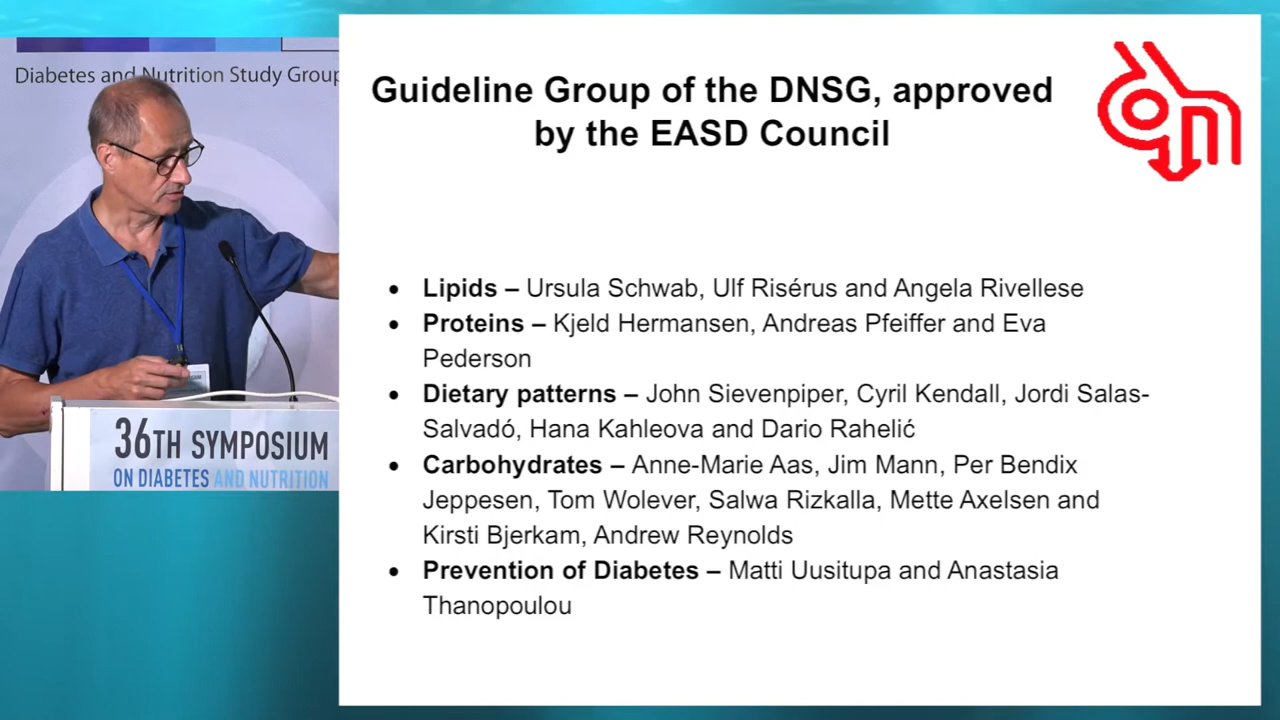 Diabetes and Nutrition Study Group
Guideline Group of the DNSG, approved
by the EASD Council
• Lipids – Ursula Schwab, Ulf Risérus and Angela Rivellese
• Proteins – Kjeld Hermansen, Andreas Pfeiffer and Eva
Pederson
• Dietary patterns – John Sievenpiper, Cyril Kendall, Jordi Salas-
Salvadó, Hana Kahleova and Dario Rahelić
• Carbohydrates – Anne-Marie Aas, Jim Mann, Per Bendix
Jeppesen, Tom Wolever, Salwa Rizkalla, Mette Axelsen and
Kirsti Bjerkam, Andrew Reynolds
• Prevention of Diabetes – Matti Uusitupa and Anastasia
Thanopoulou
36TH SYMPOSIUM
ON DIABETES AND NUTRITION